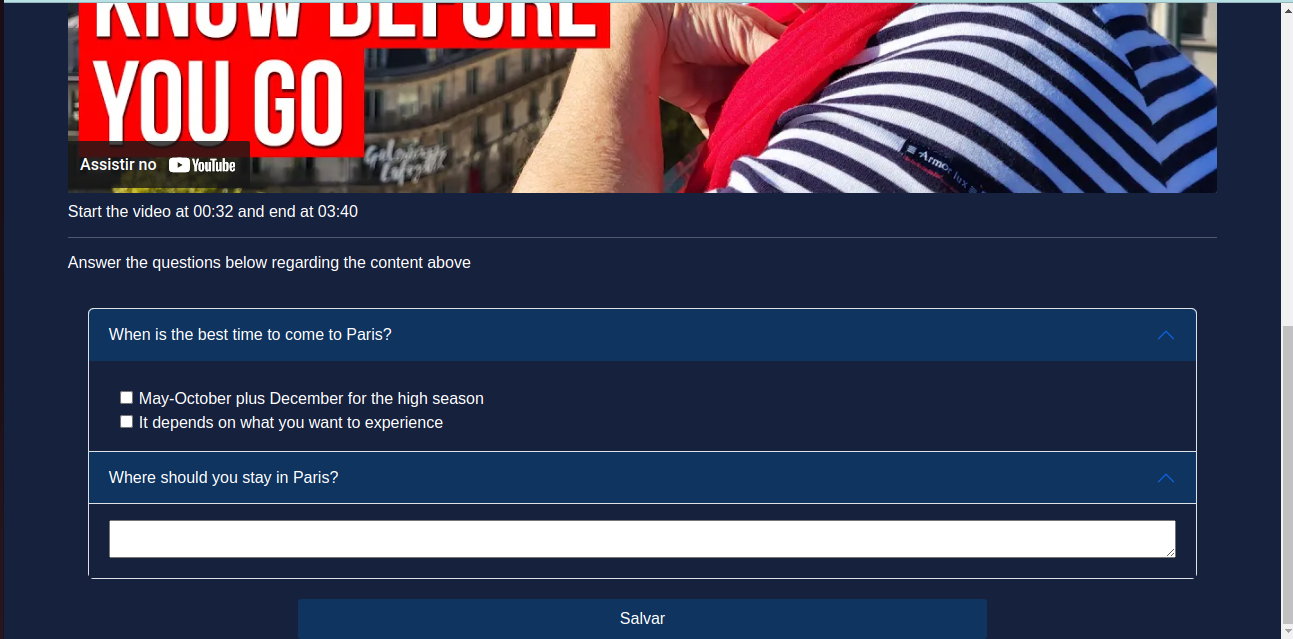 KNOW BEFORE
YOU GO
Galeries
Lafayette
Armor lux
Assistir no YouTube
Start the video at 00:32 and end at 03:40
Answer the questions below regarding the content above
When is the best time to come to Paris?
May-October plus December for the high season
It depends on what you want to experience
Where should you stay in Paris?
Salvar